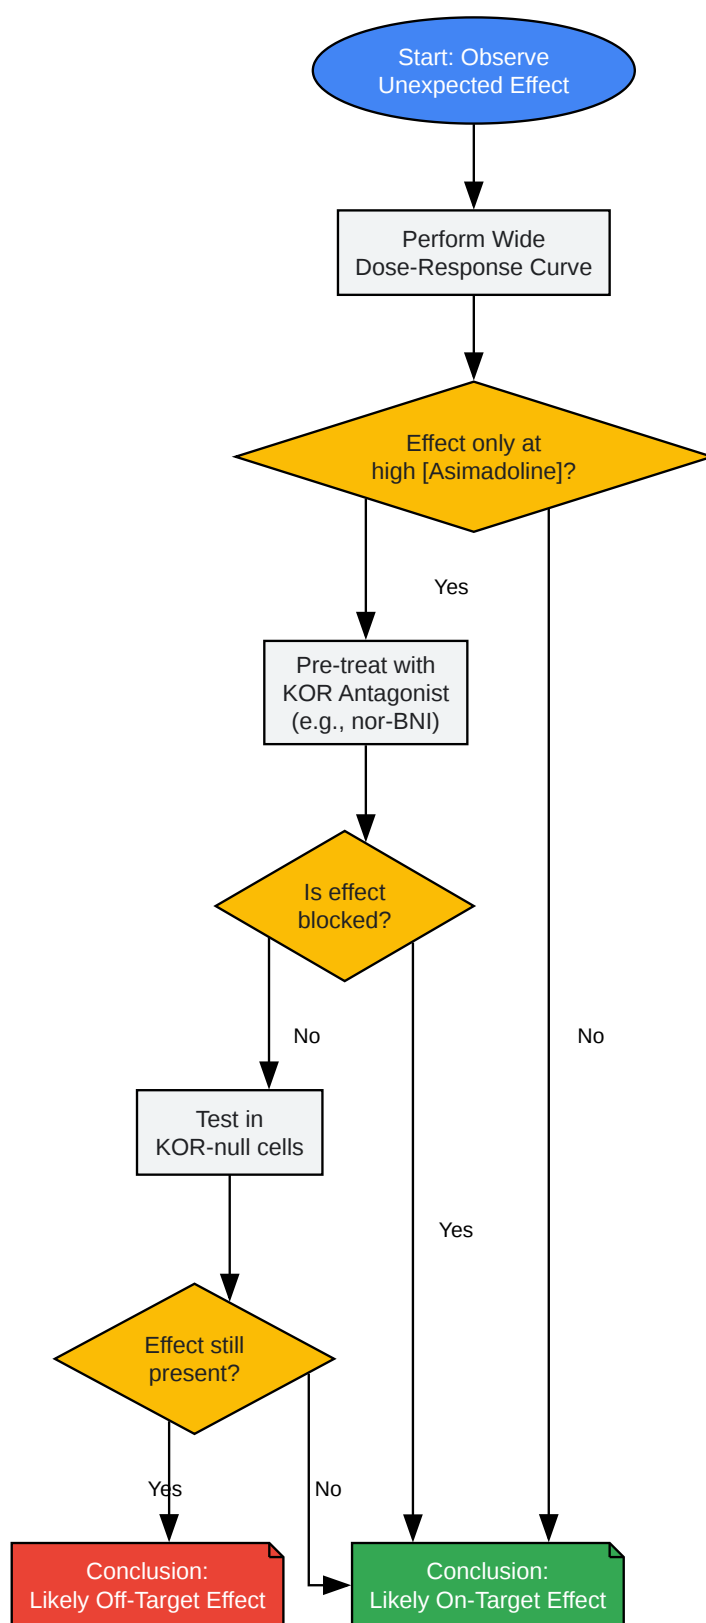 Start: Observe
Unexpected Effect
Perform Wide
Dose-Response Curve
Effect only at
high [Asimadoline]?
Yes
Pre-treat with
KOR Antagonist
(e.g., nor-BNI)
Is effect
blocked?
No
No
Test in
KOR-null cells
Yes
Effect still
present?
Yes
No
Conclusion:
Likely Off-Target Effect
Conclusion:
Likely On-Target Effect